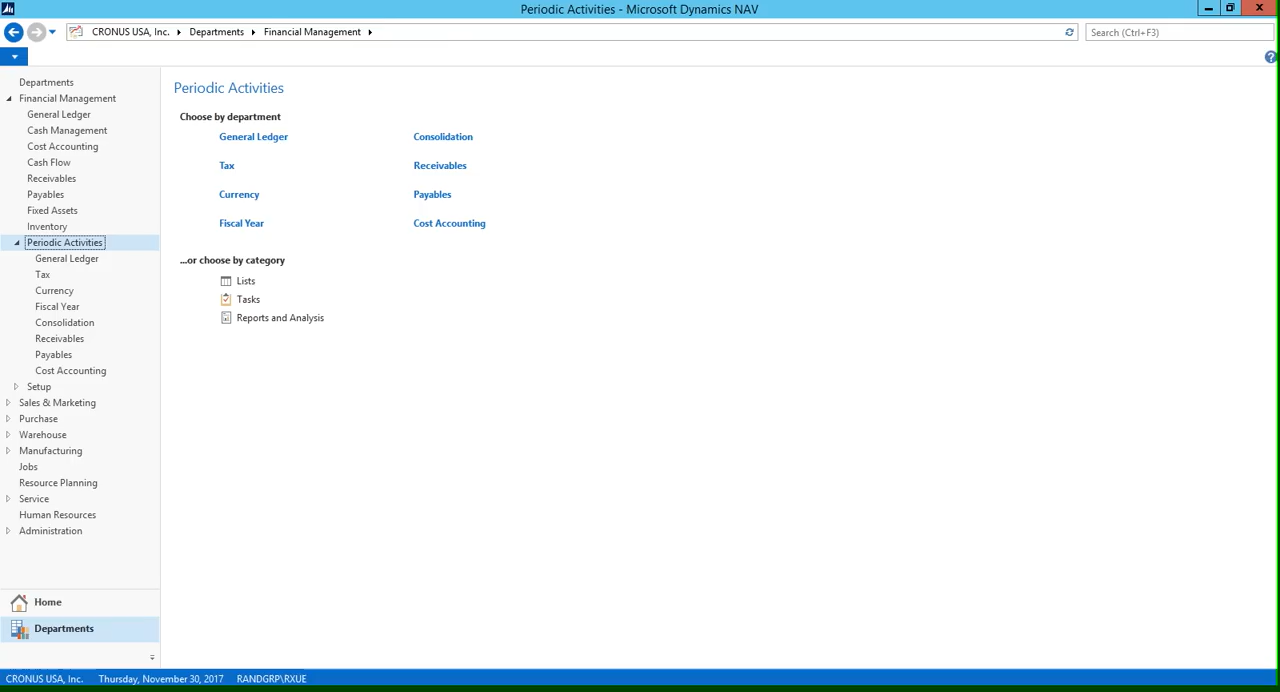 Periodic Activities - Microsoft Dynamics NAV
CRONUS USA, Inc. Departments Financial Management
Search (Ctrl+F3)
Departments
Financial Management
General Ledger
Cash Management
Cost Accounting
Cash Flow
Receivables
Payables
Fixed Assets
Inventory
Periodic Activities
General Ledger
Tax
Currency
Fiscal Year
Consolidation
Receivables
Payables
Cost Accounting
Setup
Sales & Marketing
Purchase
Warehouse
Manufacturing
Jobs
Resource Planning
Service
Human Resources
Administration
Home
Departments
Periodic Activities
Choose by department
General Ledger Consolidation
Tax Receivables
Currency Payables
Fiscal Year Cost Accounting
...or choose by category
Lists
Tasks
Reports and Analysis
CRONUS USA, Inc. Thursday, November 30, 2017 RANDGRP\RXUE